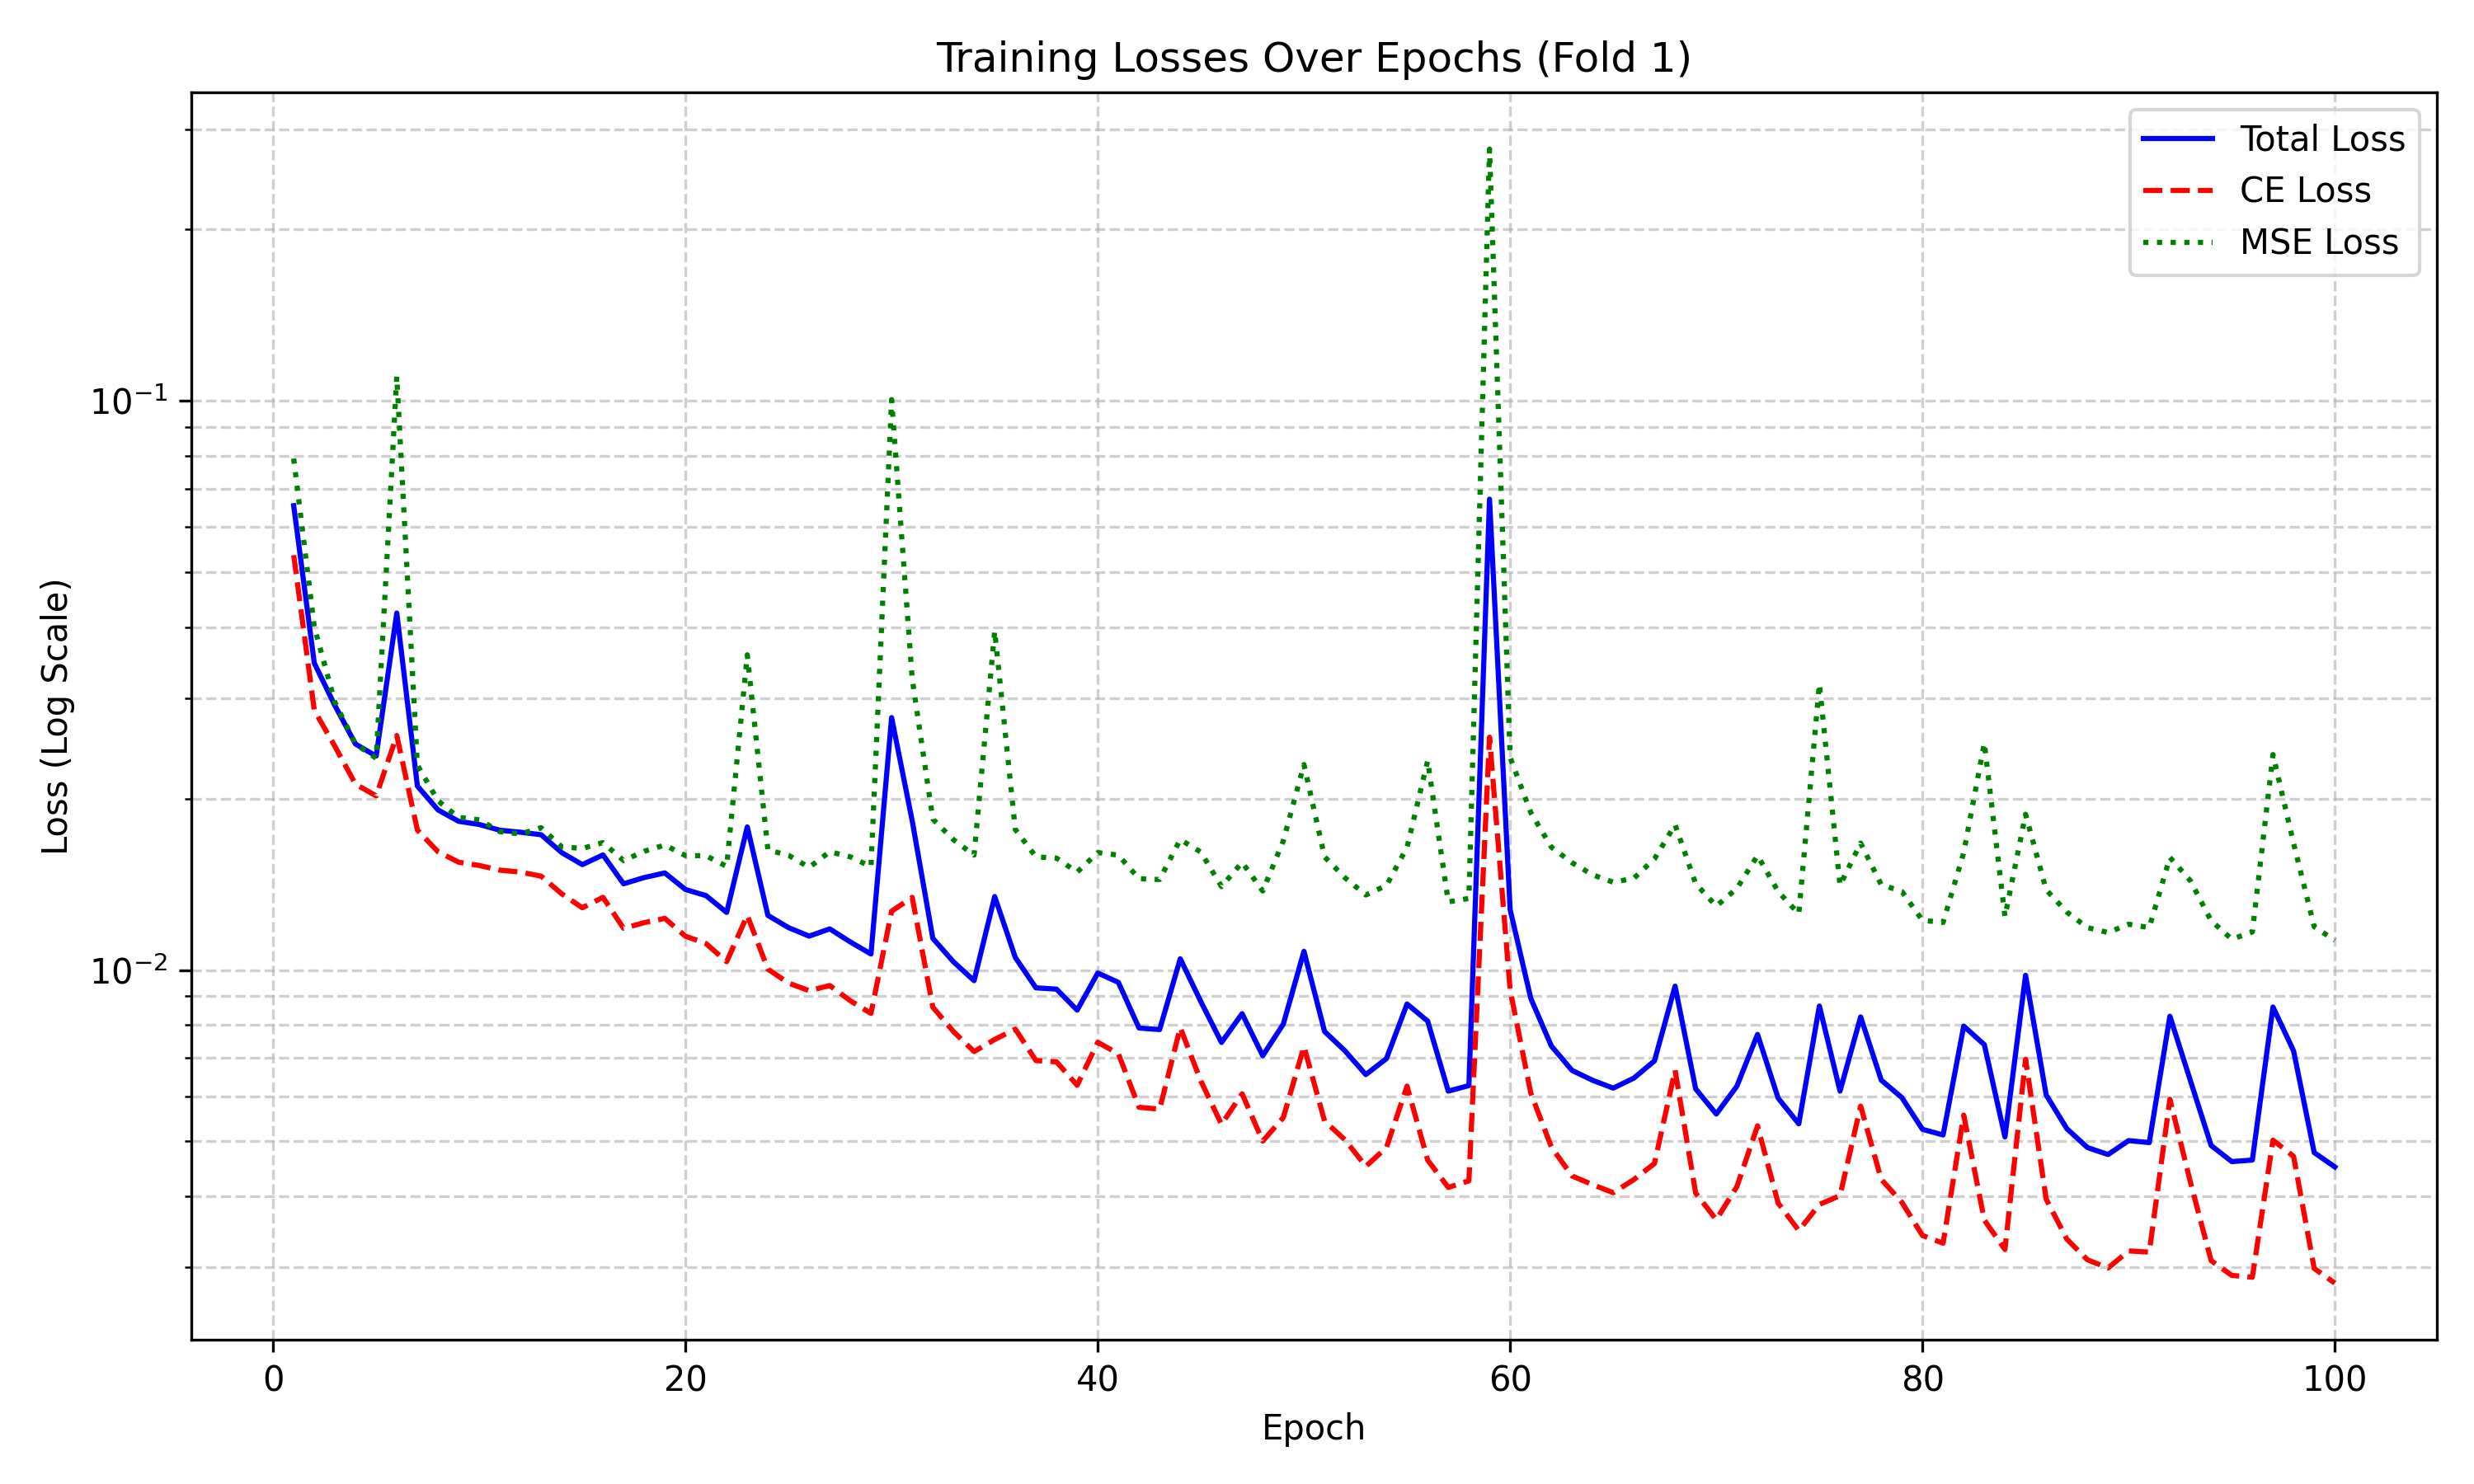 Training Losses Over Epochs (Fold 1)
Total Loss
CE Loss
MSE Loss
Loss (Log Scale)
10⁻¹
10⁻²
0 20 40 60 80 100
Epoch